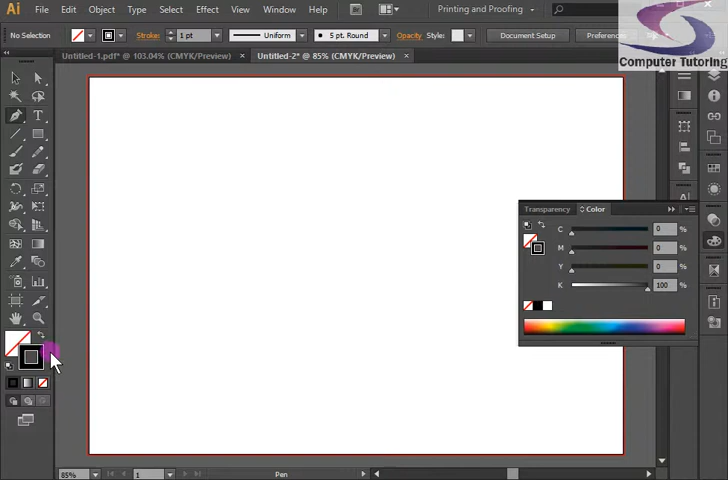 Ai File Edit Object Type Select Effect View Window Help Printing and Proofing
No Selection Stroke: 1 pt Uniform 5 pt. Round Opacity Style: Document Setup Preferences
Computer Tutoring
Untitled-1.pdf* @ 103.04% (CMYK/Preview) × Untitled-2* @ 85% (CMYK/Preview) ×
T
Transparency Color
C 0 %
M 0 %
Y 0 %
K 100 %
85% 1 Pen